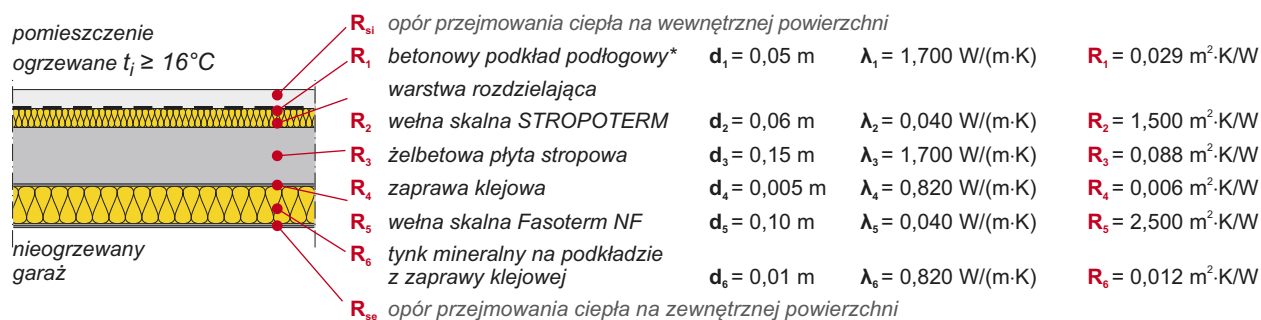 pomieszczenie
ogrzewane tᵢ ≥ 16°C
nieogrzewany
garaż
Rₛᵢ opór przejmowania ciepła na wewnętrznej powierzchni
R₁ betonowy podkład podłogowy* d₁= 0,05 m λ₁= 1,700 W/(m·K) R₁= 0,029 m²·K/W
warstwa rozdzielająca
R₂ wełna skalna STROPOTERM d₂= 0,06 m λ₂= 0,040 W/(m·K) R₂= 1,500 m²·K/W
R₃ żelbetowa płyta stropowa d₃= 0,15 m λ₃= 1,700 W/(m·K) R₃= 0,088 m²·K/W
R₄ zaprawa klejowa d₄= 0,005 m λ₄= 0,820 W/(m·K) R₄= 0,006 m²·K/W
R₅ wełna skalna Fasoterm NF d₅= 0,10 m λ₅= 0,040 W/(m·K) R₅= 2,500 m²·K/W
R₆ tynk mineralny na podkładzie
z zaprawy klejowej d₆= 0,01 m λ₆= 0,820 W/(m·K) R₆= 0,012 m²·K/W
Rₛₑ opór przejmowania ciepła na zewnętrznej powierzchni